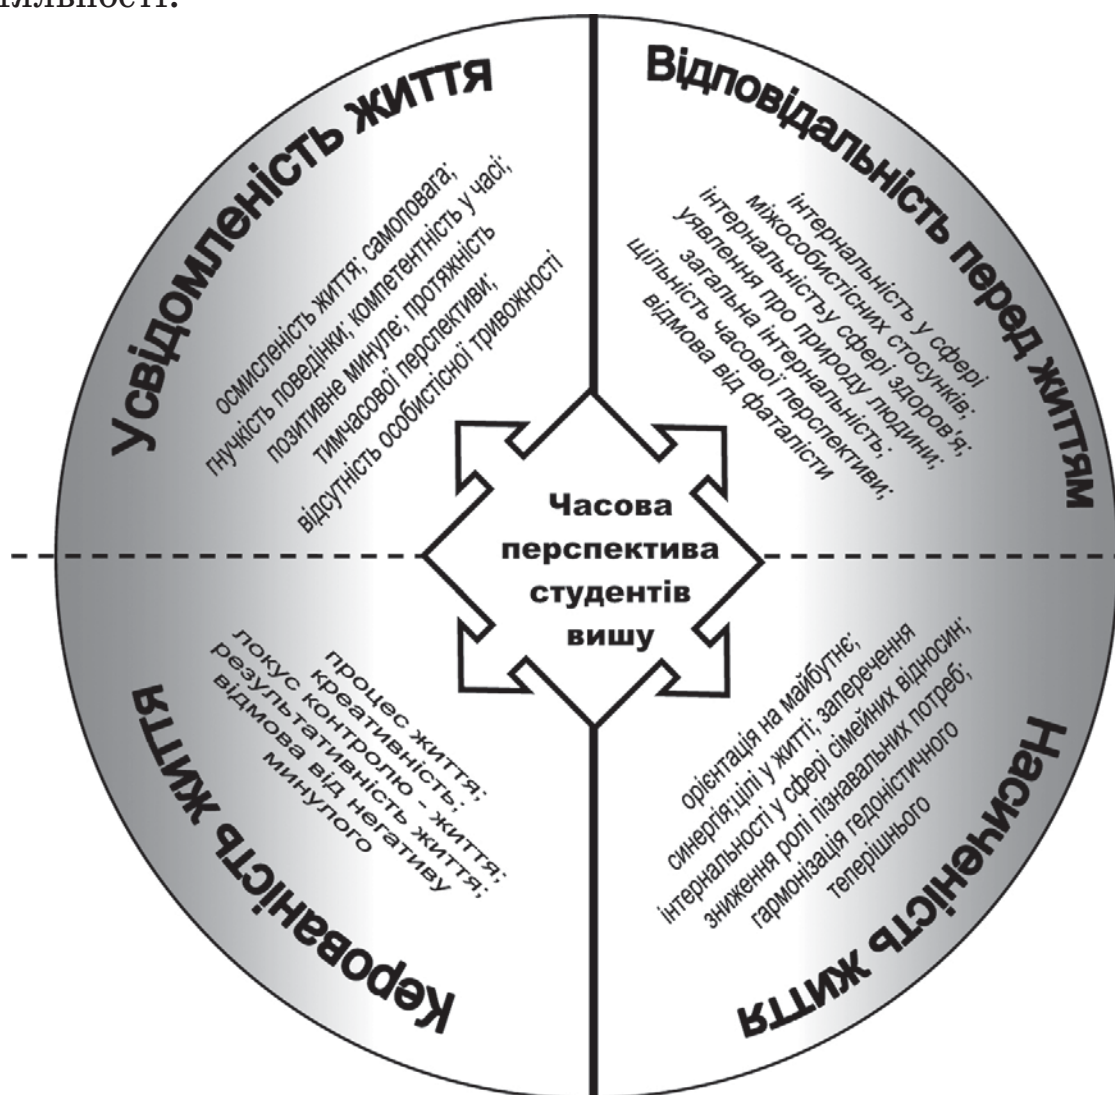 Усвідомленість життя
осмисленість життя; самоповага;
гнучкість поведінки; компетентність у часі;
позитивне минуле; протяжність
тимчасової перспективи;
відсутність особистісної тривожності
Відповідальність перед життям
інтернальність у сфері
міжособистісних стосунків;
інтернальністьу сфері здоров'я;
уявлення про природу людини;
загальна інтернальність;
щільність часової перспективи;
відмова від фаталісти
Часова
перспектива
студентів
вишу
процес життя;
креативність;
локус контролю - життя;
результативність життя;
відмова від негативу
минулого
Керованість життя
орієнтація на майбутнє;
синергія;цілі у житті; заперечення
інтернальності у сфері сімейних відносин;
зниження ролі пізнавальних потреб;
гармонізація гедоністичного
теперішнього
Насиченість життя